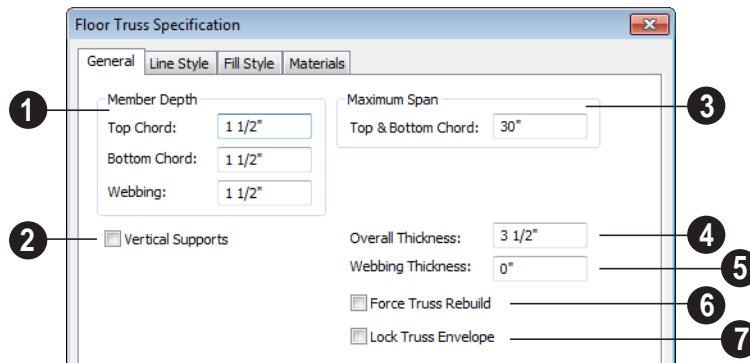 Floor Truss Specification
General Line Style Fill Style Materials
1
Member Depth
Top Chord: 1 1/2"
Bottom Chord: 1 1/2"
Webbing: 1 1/2"
Maximum Span
3
Top & Bottom Chord: 30"
2
Vertical Supports
Overall Thickness: 3 1/2"
4
Webbing Thickness: 0"
5
Force Truss Rebuild
6
Lock Truss Envelope
7